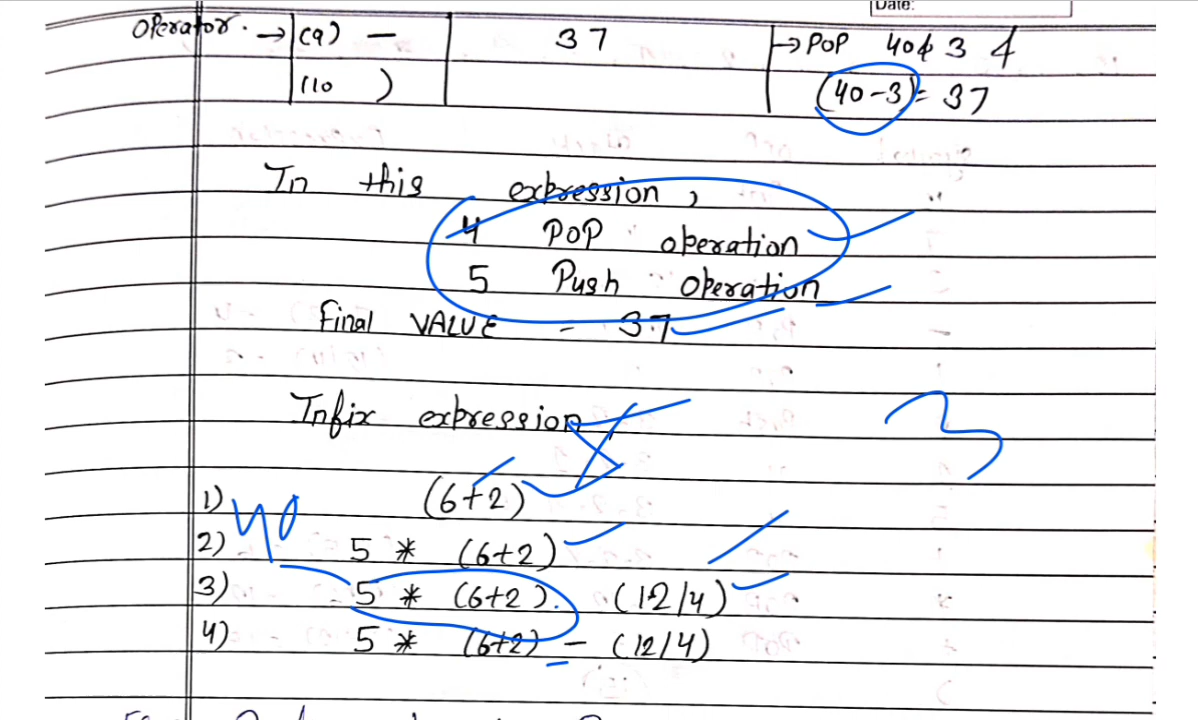 Date:
Operator. → (9) - 37 → POP 40 & 3 &
(10 ) (40-3) = 37
In this expression,
4 POP operation
5 Push operation
Final VALUE = 37
Infix expression
1) (6+2)
2) 5 * (6+2)
40
3) 5 * (6+2). (12/4)
4) 5 * (6+2) - (12/4)
3